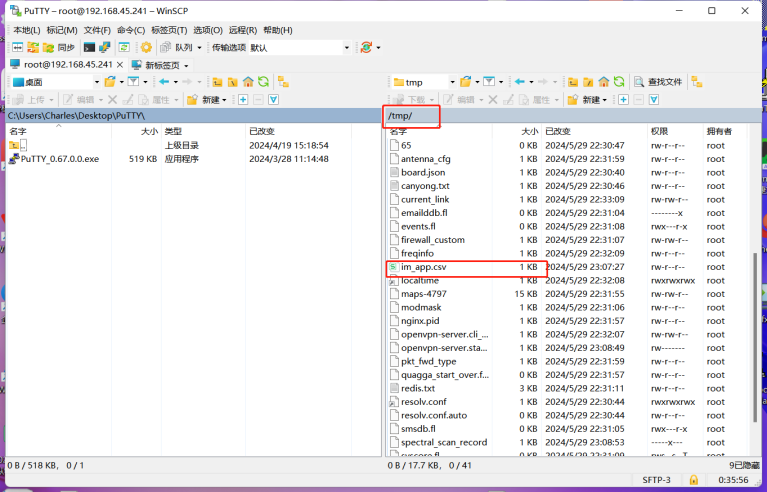 PuTTY – root@192.168.45.241 – WinSCP
本地(L) 标记(M) 文件(F) 命令(C) 标签页(T) 选项(O) 远程(R) 帮助(H)
同步 队列 传输选项 默认
root@192.168.45.241 × 新标签页
桌面 tmp 查找文件
上传 编辑 属性 新建 下载 编辑 属性 新建
C:\Users\Charles\Desktop\PuTTY\ /tmp/
名字 大小 类型 已改变 名字 大小 已改变 权限 拥有者
.. 上级目录 2024/4/19 15:18:54
PuTTY_0.67.0.0.exe 519 KB 应用程序 2024/3/28 11:14:48
65 0 KB 2024/5/29 22:30:47 rw-r--r-- root
antenna_cfg 1 KB 2024/5/29 22:31:59 rw-r--r-- root
board.json 1 KB 2024/5/29 22:30:40 rw-r--r-- root
canyong.txt 1 KB 2024/5/29 22:30:46 rw-r--r-- root
current_link 1 KB 2024/5/29 22:33:09 rw-rw-r-- root
emailddb.fl 0 KB 2024/5/29 22:31:04 --------x root
events.fl 0 KB 2024/5/29 22:31:08 rwx---r-x root
firewall_custom 1 KB 2024/5/29 22:31:07 rw-rw-r-- root
freqinfo 1 KB 2024/5/29 22:32:09 rw-r--r-- root
im_app.csv 1 KB 2024/5/29 23:07:27 rw-r--r-- root
localtime 1 KB 2024/5/29 22:32:08 rwxrwxrwx root
maps-4797 15 KB 2024/5/29 22:31:55 rw-rw-r-- root
modmask 1 KB 2024/5/29 22:31:06 rw-r--r-- root
nginx.pid 1 KB 2024/5/29 22:31:57 rw-r--r-- root
openvpn-server.cli_... 1 KB 2024/5/29 22:32:07 rw-rw-r-- root
openvpn-server.sta... 1 KB 2024/5/29 23:08:49 rw------- root
pkt_fwd_type 1 KB 2024/5/29 22:31:59 rw-r--r-- root
quagga_start_over.f... 0 KB 2024/5/29 22:31:57 rw-r--r-- root
redis.txt 3 KB 2024/5/29 22:31:11 rw-r--r-- root
resolv.conf 1 KB 2024/5/29 22:30:44 rwxrwxrwx root
resolv.conf.auto 0 KB 2024/5/29 22:30:44 rw-r--r-- root
smsdb.fl 0 KB 2024/5/29 22:31:05 rwx---r-x root
spectral_scan_record 1 KB 2024/5/29 23:08:53 -----x--- root
0 B / 518 KB , 0 / 1 0 B / 17.7 KB , 0 / 41 9已隐藏
SFTP-3 0:35:56